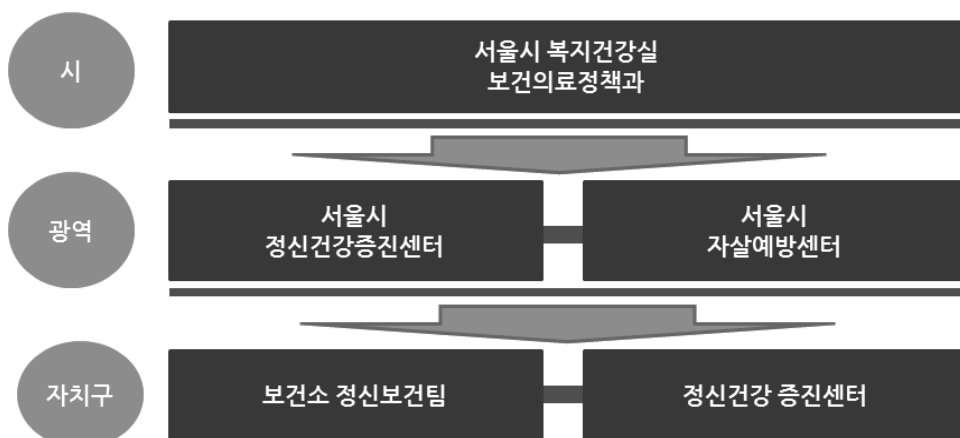 시
서울시 복지건강실
보건의료정책과
광역
서울시
정신건강증진센터
서울시
자살예방센터
자치구
보건소 정신보건팀
정신건강 증진센터